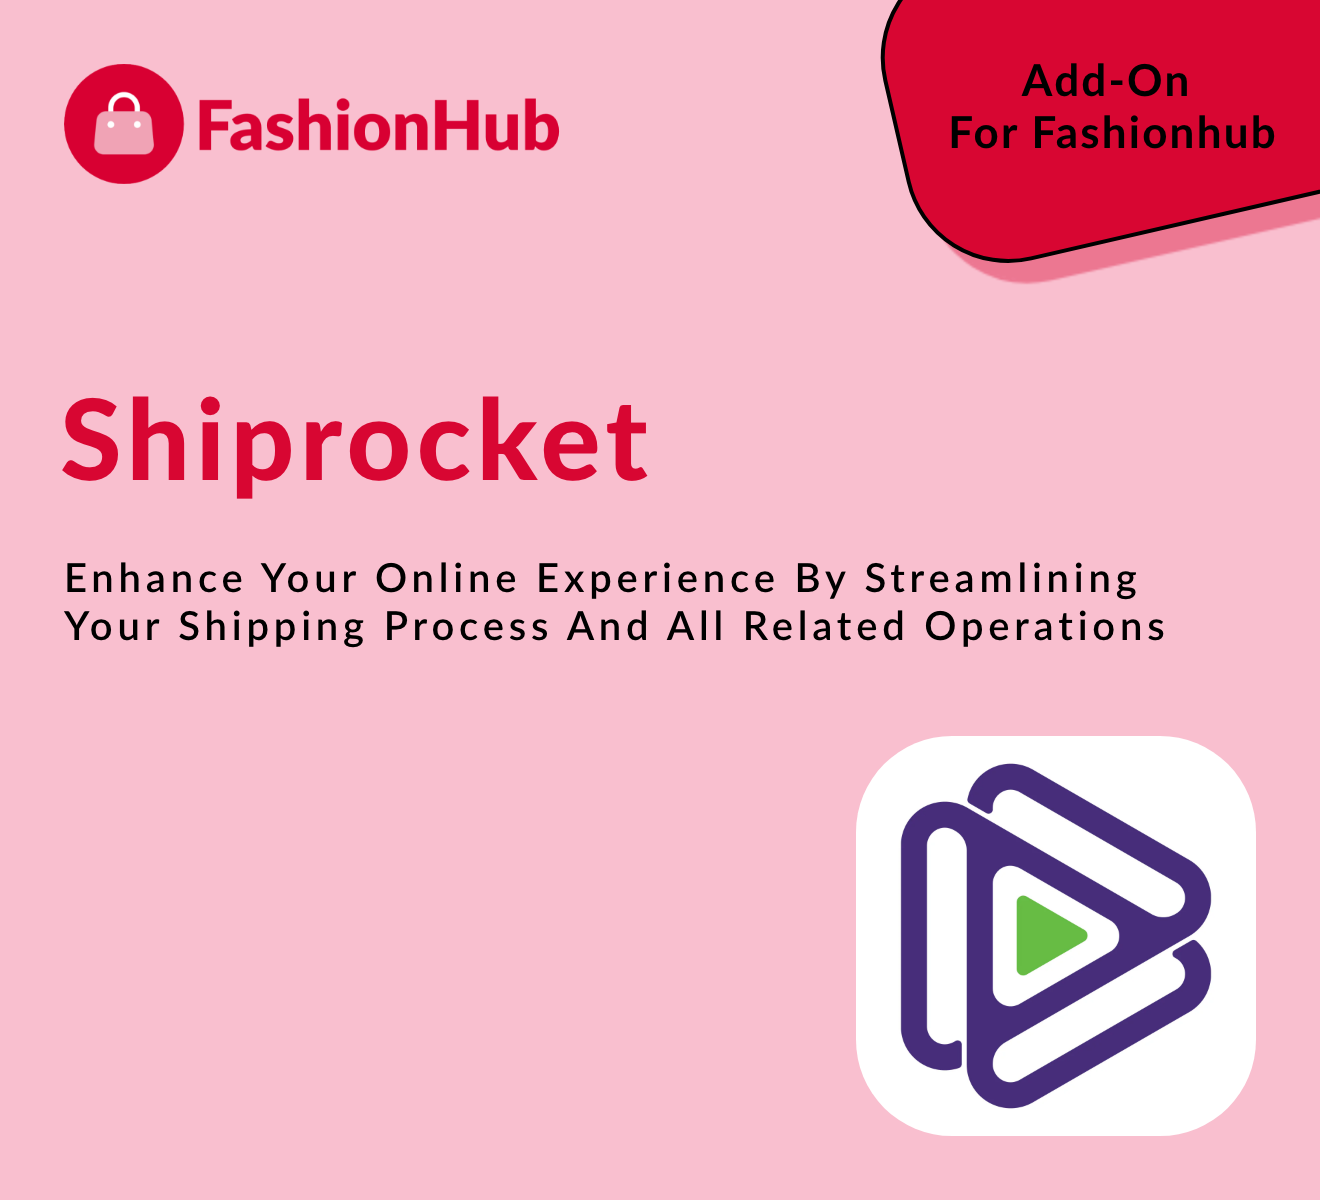 FashionHub
Add-On
For Fashionhub
Shiprocket
Enhance Your Online Experience By Streamlining
Your Shipping Process And All Related Operations